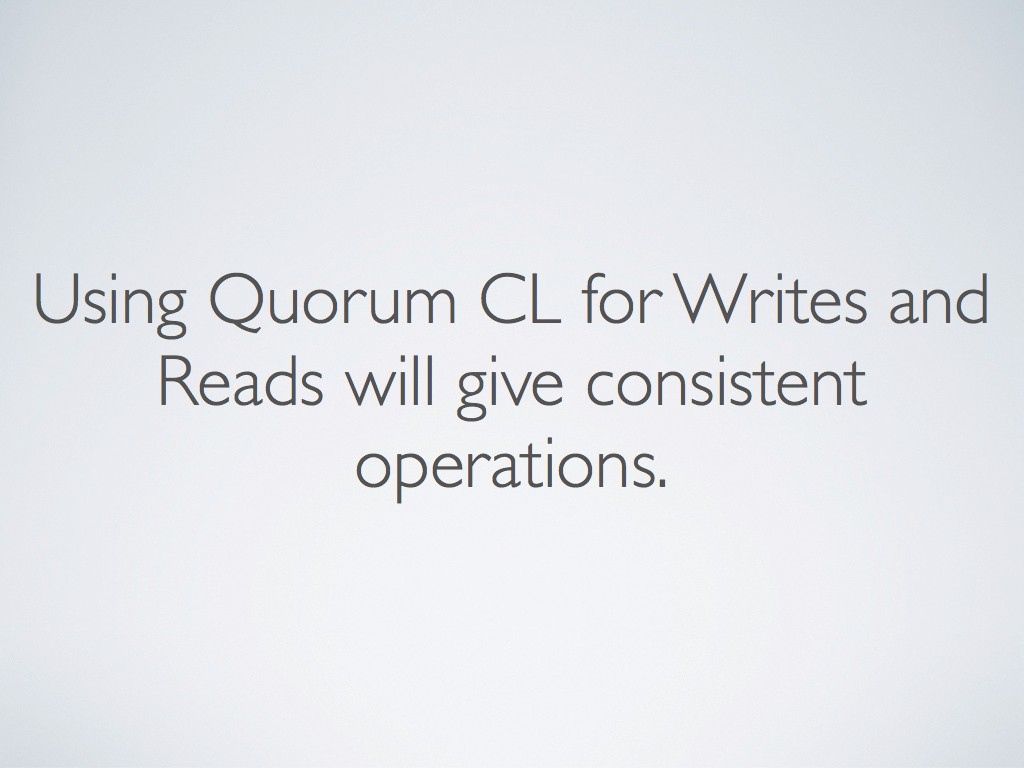 Using Quorum CL for Writes and
Reads will give consistent
operations.